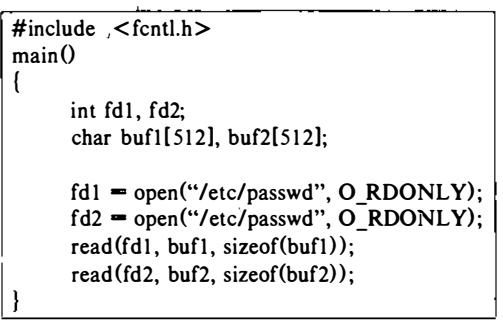 #include <fcntl.h>
main()
{
int fd1, fd2;
char buf1[512], buf2[512];
fd1 = open("/etc/passwd", O_RDONLY);
fd2 = open("/etc/passwd", O_RDONLY);
read(fd1, buf1, sizeof(buf1));
read(fd2, buf2, sizeof(buf2));
}